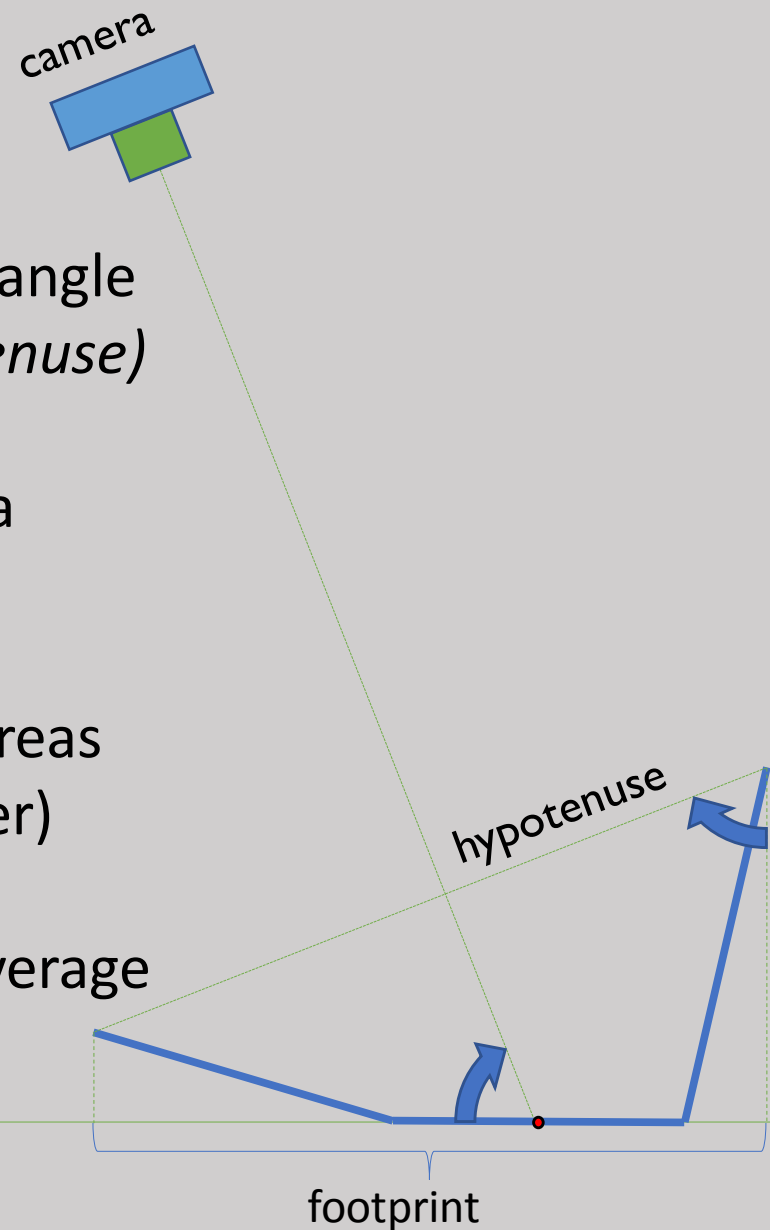 camera
angle
enuse)
a
reas
er)
hypotenuse
verage
footprint